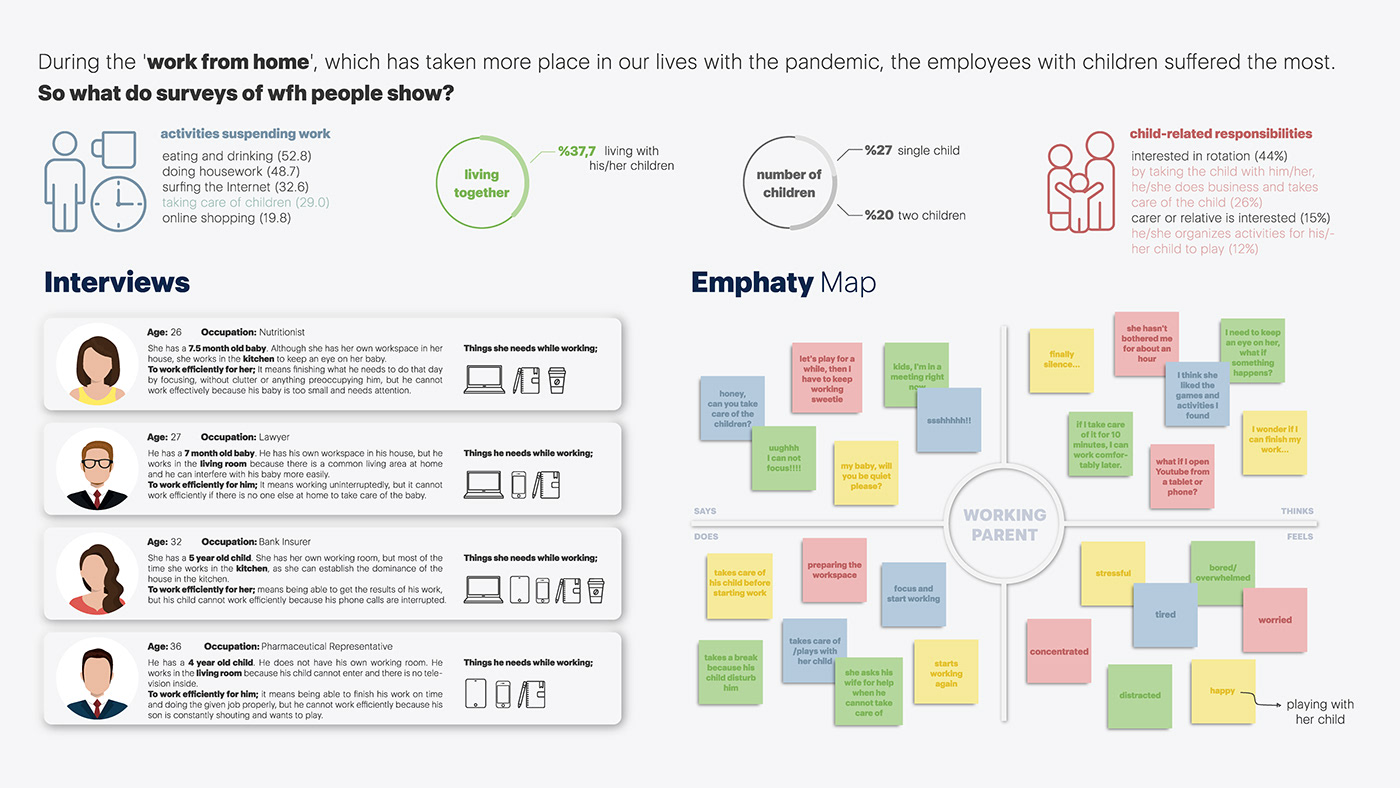 During the 'work from home', which has taken more place in our lives with the pandemic, the employees with children suffered the most.
So what do surveys of wfh people show?
activities suspending work
eating and drinking (52.8)
doing housework (48.7)
surfing the Internet (32.6)
taking care of children (29.0)
online shopping (19.8)
living
together
%37,7 living with
his/her children
number of
children
%27 single child
%20 two children
child-related responsibilities
interested in rotation (44%)
by taking the child with him/her,
he/she does business and takes
care of the child (26%)
carer or relative is interested (15%)
he/she organizes activities for his/-
her child to play (12%)
Interviews
Age: 26 Occupation: Nutritionist
She has a 7.5 month old baby. Although she has her own workspace in her
house, she works in the kitchen to keep an eye on her baby.
To work efficiently for her; It means finishing what he needs to do that day
by focusing, without clutter or anything preoccupying him, but he cannot
work effectively because his baby is too small and needs attention.
Things she needs while working;
Age: 27 Occupation: Lawyer
He has a 7 month old baby. He has his own workspace in his house, but he
works in the living room because there is a common living area at home
and he can interfere with his baby more easily.
To work efficiently for him; It means working uninterruptedly, but it cannot
work efficiently if there is no one else at home to take care of the baby.
Things he needs while working;
Age: 32 Occupation: Bank Insurer
She has a 5 year old child. She has her own working room, but most of the
time she works in the kitchen, as she can establish the dominance of the
house in the kitchen.
To work efficiently for her; means being able to get the results of his work,
but his child cannot work efficiently because his phone calls are interrupted.
Things she needs while working;
Age: 36 Occupation: Pharmaceutical Representative
He has a 4 year old child. He does not have his own working room. He
works in the living room because his child cannot enter and there is no tele-
vision inside.
To work efficiently for him; it means being able to finish his work on time
and doing the given job properly, but he cannot work efficiently because his
son is constantly shouting and wants to play.
Things he needs while working;
Emphaty Map
honey,
can you take
care of the
children?
let's play for a
while, then I
have to keep
working
sweetie
kids, I'm in a
meeting right
now
ssshhhhh!!
uughhh
I can not
focus!!!!
my baby, will
you be quiet
please?
SAYS
finally
silence...
she hasn't
bothered me
for about an
hour
I need to keep
an eye on her,
what if
something
happens?
I think she
liked the
games and
activities I
found
if I take care
of it for 10
minutes, I can
work comfor-
tably later.
what if I open
Youtube from
a tablet or
phone?
I wonder if I
can finish my
work...
THINKS
WORKING
PARENT
DOES
takes care of
his child before
starting work
preparing the
workspace
focus and
start working
takes a break
because his
child disturb
him
takes care of
/plays with
her child
she asks his
wife for help
when he
cannot take
care of
starts
working
again
FEELS
stressful
bored/
overwhelmed
tired
worried
concentrated
distracted
happy
playing with
her child